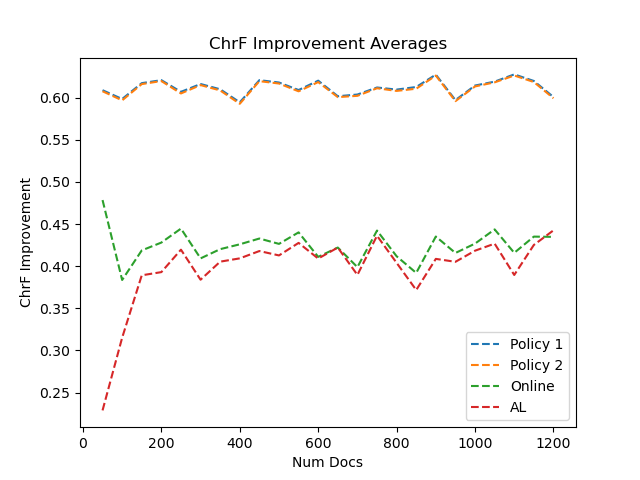 ChrF Improvement Averages
ChrF Improvement
0.60
0.55
0.50
0.45
0.40
0.35
0.30
0.25
Policy 1
Policy 2
Online
AL
0 200 400 600 800 1000 1200
Num Docs